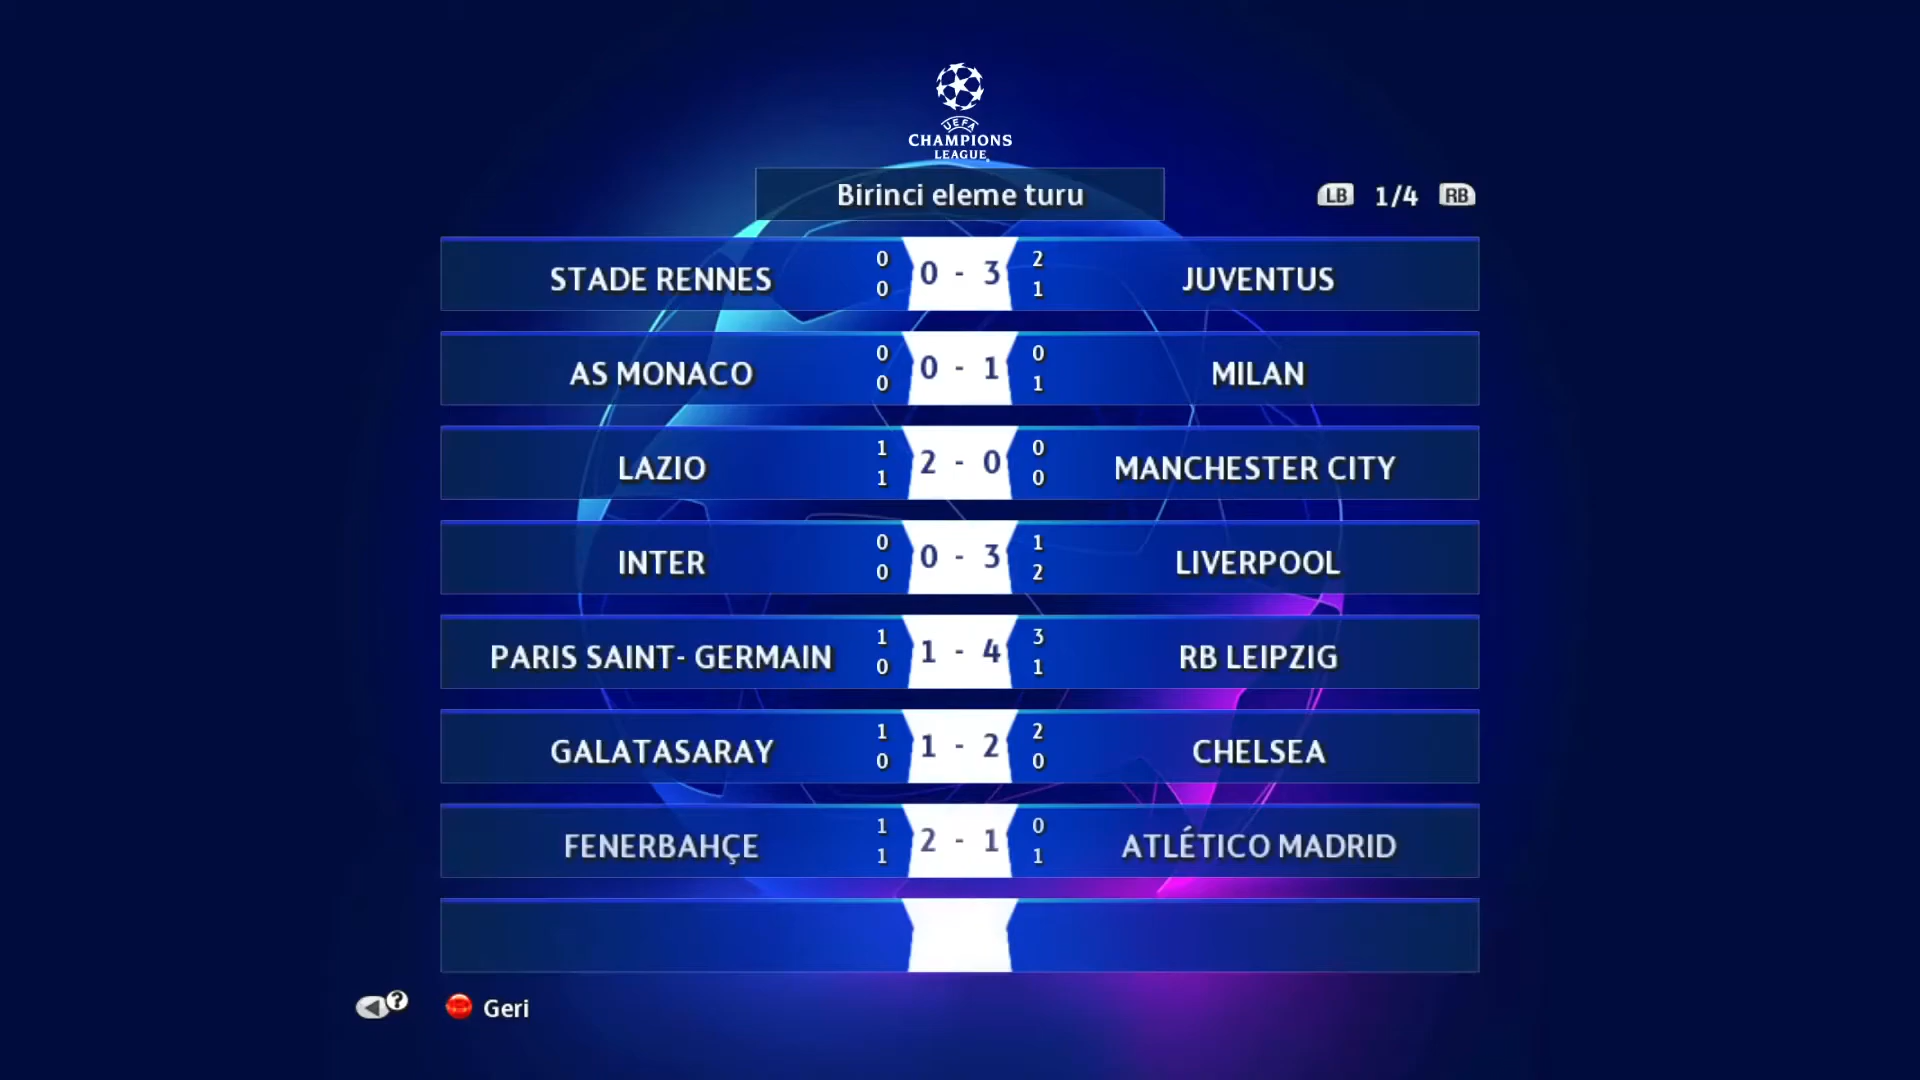 UEFA
CHAMPIONS
LEAGUE
Birinci eleme turu
LB 1/4 RB
STADE RENNES 0 0 0 - 3 2 1 JUVENTUS
AS MONACO 0 0 0 - 1 0 1 MILAN
LAZIO 1 1 2 - 0 0 0 MANCHESTER CITY
INTER 0 0 0 - 3 1 2 LIVERPOOL
PARIS SAINT- GERMAIN 1 0 1 - 4 3 1 RB LEIPZIG
GALATASARAY 1 0 1 - 2 2 0 CHELSEA
FENERBAHÇE 1 1 2 - 1 0 1 ATLÉTICO MADRID
? Geri